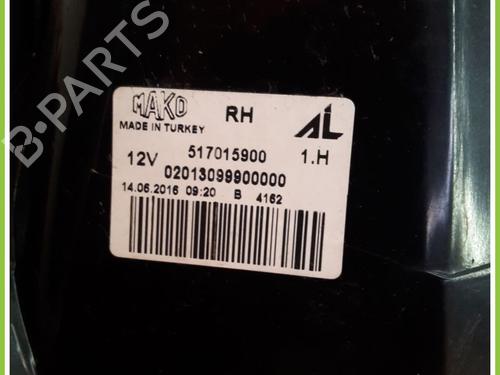 B-PARTS
MAKO RH AL
MADE IN TURKEY
517015900
12V 1.H
02013099900000
14.06.2016 09:20 B 4162